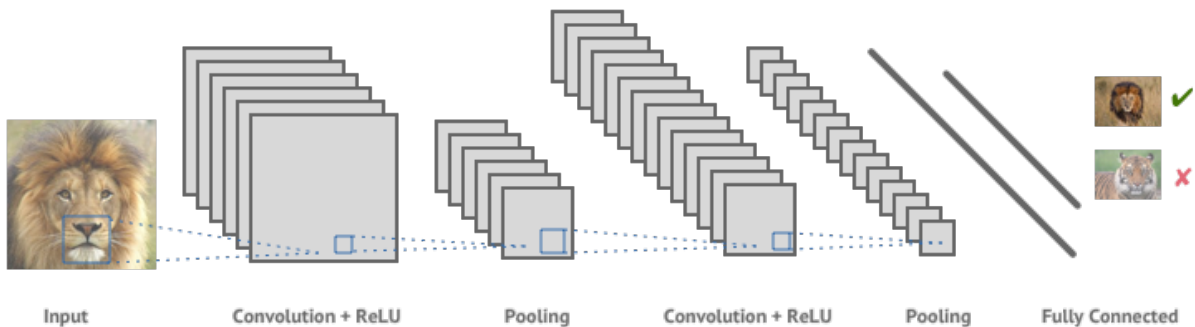 Input
Convolution + ReLU
Pooling
Convolution + ReLU
Pooling
Fully Connected